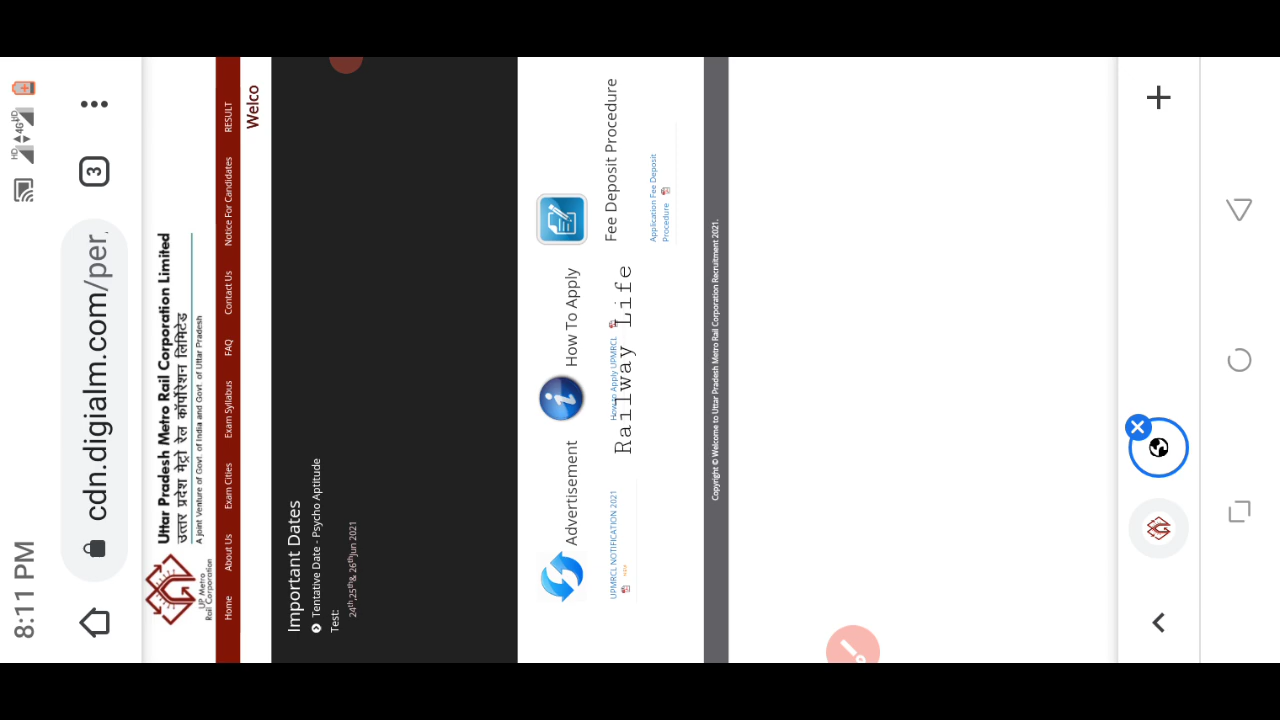 8:11 PM
HD 4G HD
cdn.digialm.com/per
3
Uttar Pradesh Metro Rail Corporation Limited
उत्तर प्रदेश मेट्रो रेल कॉर्पोरेशन लिमिटेड
A joint Venture of Govt. of India and Govt. of Uttar Pradesh
UP Metro
Rail Corporation
Home About Us Exam Cities Exam Syllabus FAQ Contact Us Notice For Candidates RESULT
Welco
Important Dates
Tentative Date - Psycho Aptitude
Test:
24th,25th& 26thJun 2021
Advertisement
UPMRCL NOTIFICATION 2021
How To Apply
How to Apply UPMRCL
Railway Life
Fee Deposit Procedure
Application Fee Deposit
Procedure
Copyright © Welcome to Uttar Pradesh Metro Rail Corporation Recruitment 2021.